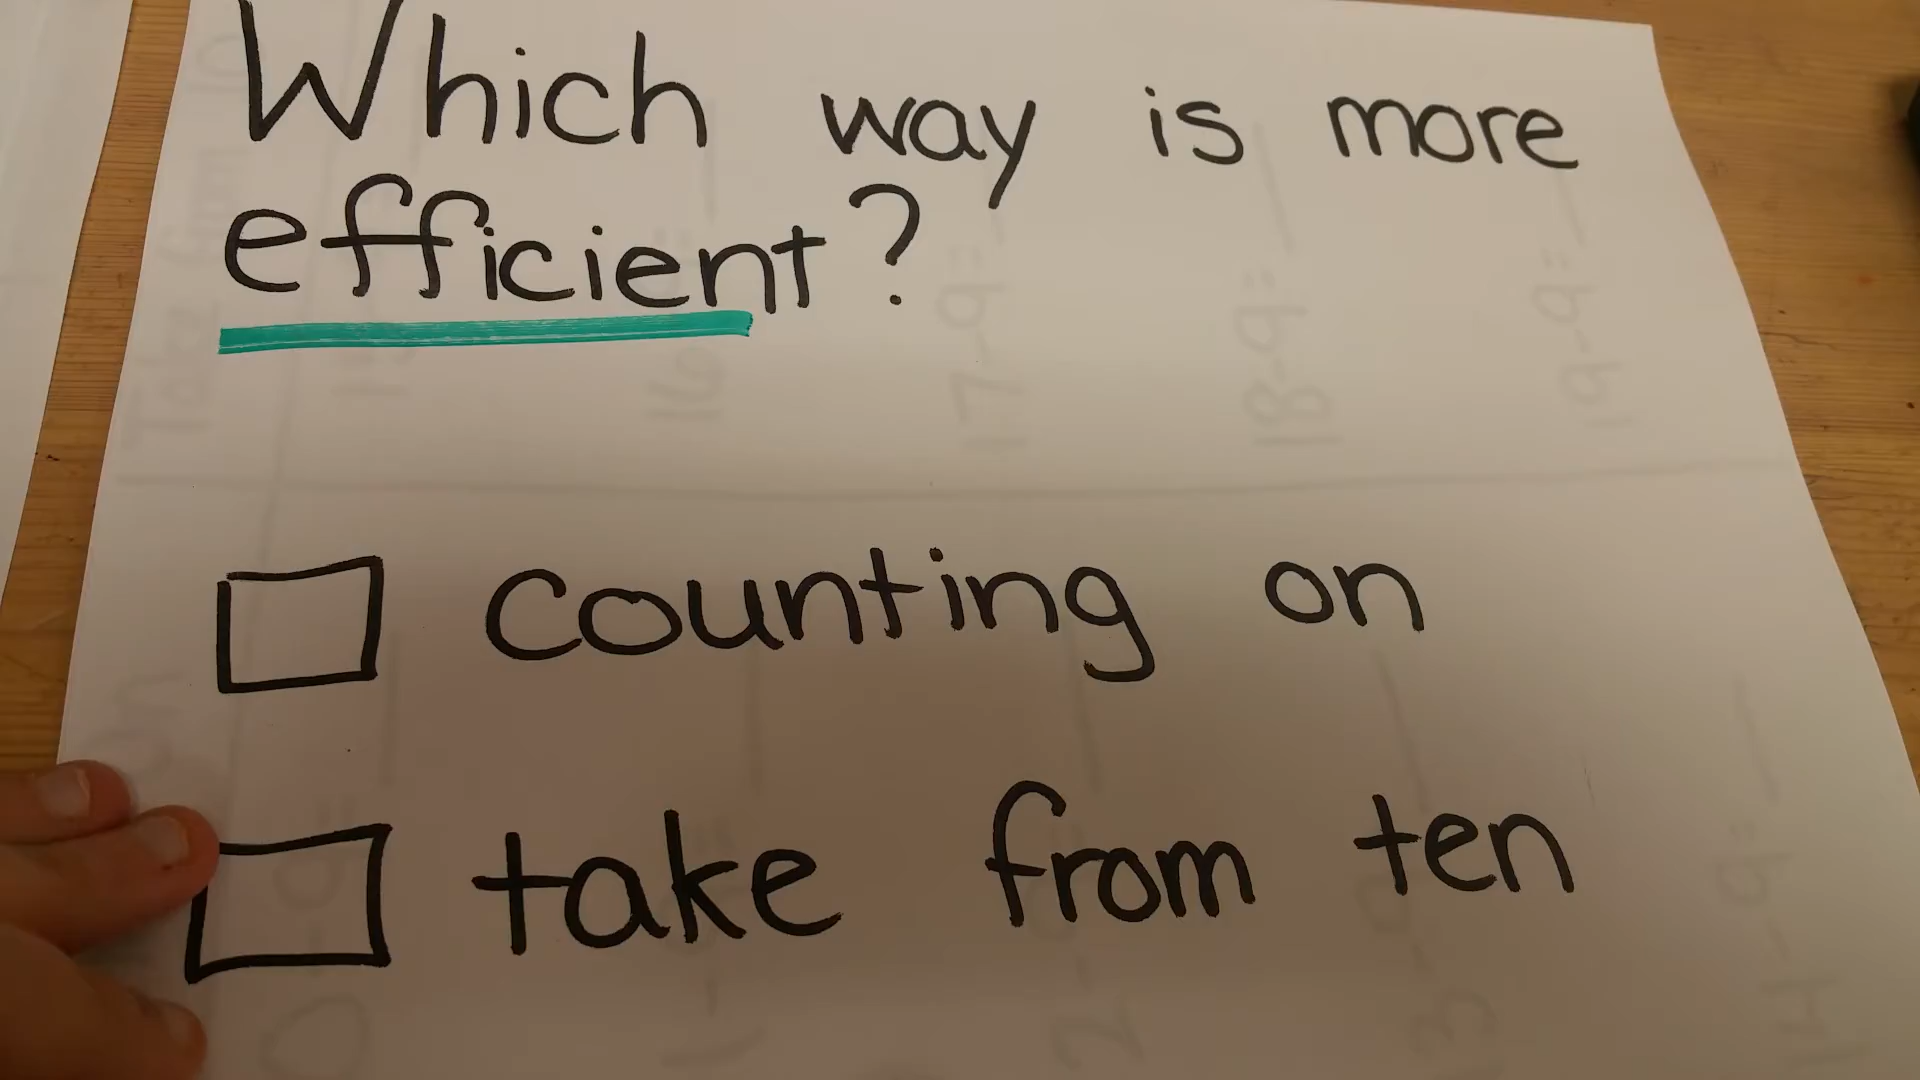 Which way is more
efficient?
counting on
take from ten